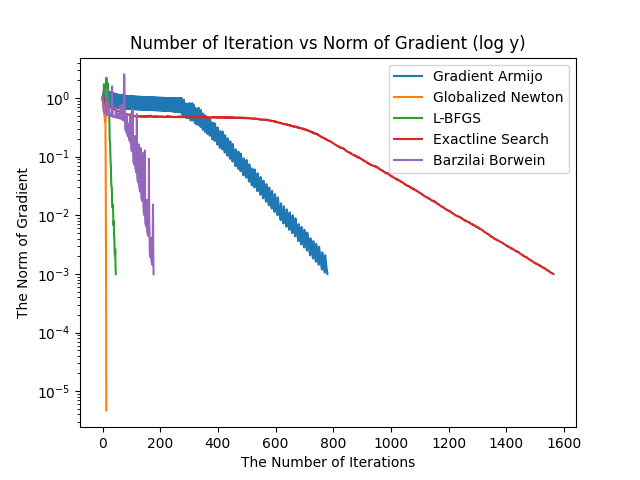 Number of Iteration vs Norm of Gradient (log y)
Gradient Armijo
Globalized Newton
L-BFGS
Exactline Search
Barzilai Borwein
The Norm of Gradient
10⁰
10⁻¹
10⁻²
10⁻³
10⁻⁴
10⁻⁵
0 200 400 600 800 1000 1200 1400 1600
The Number of Iterations